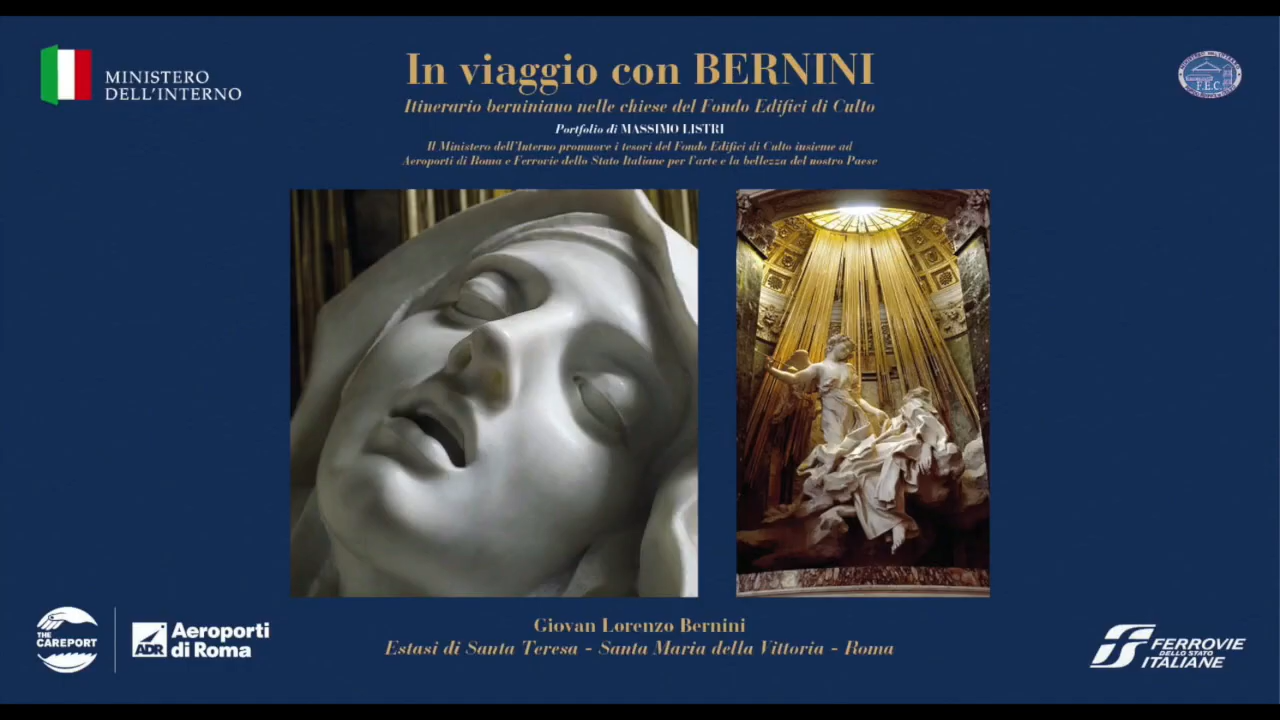 MINISTERO
DELL'INTERNO
In viaggio con BERNINI
Itinerario berniniano nelle chiese del Fondo Edifici di Culto
Portfolio di MASSIMO LISTRI
Il Ministero dell'Interno promuove i tesori del Fondo Edifici di Culto insieme ad
Aeroporti di Roma e Ferrovie dello Stato Italiane per l'arte e la bellezza del nostro Paese
F.E.C.
Giovan Lorenzo Bernini
Estasi di Santa Teresa - Santa Maria della Vittoria - Roma
THE
CAREPORT
ADR
Aeroporti
di Roma
FERROVIE
DELLO STATO
ITALIANE